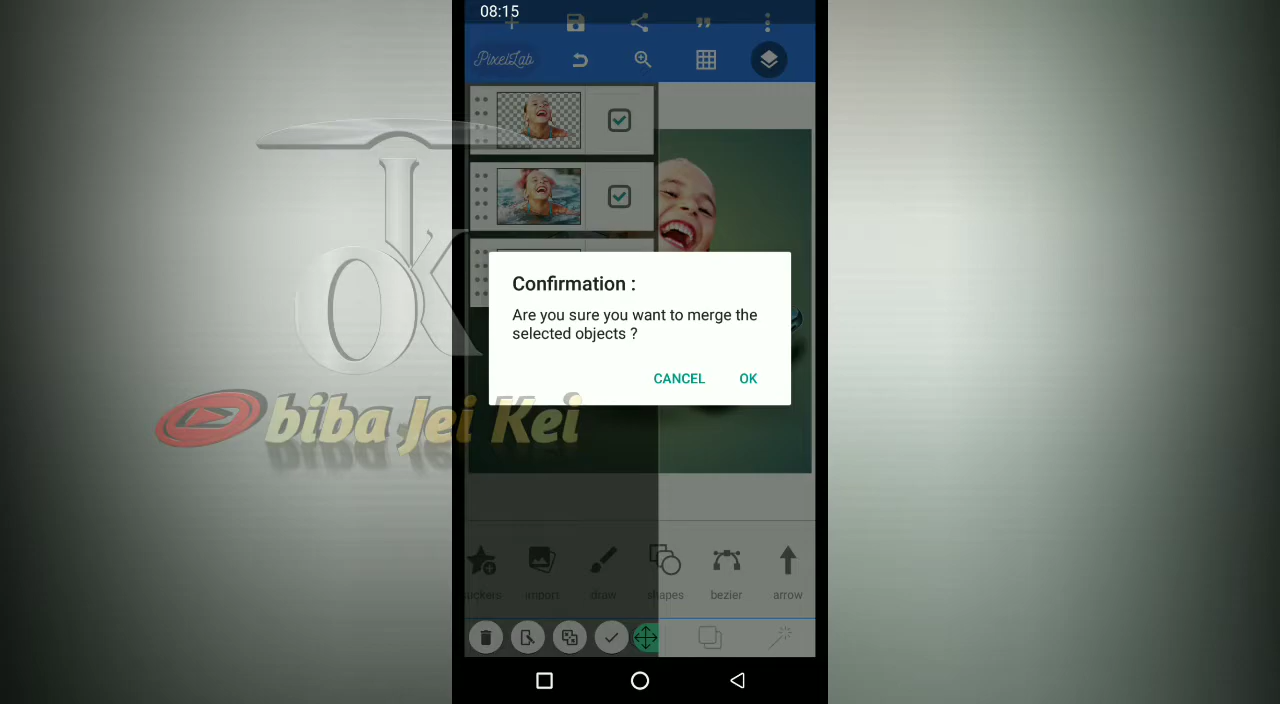 08:15
PixelLab
Confirmation :
Are you sure you want to merge the
selected objects ?
CANCEL OK
JK
biba Jei Kei
import draw shapes bezier arrow